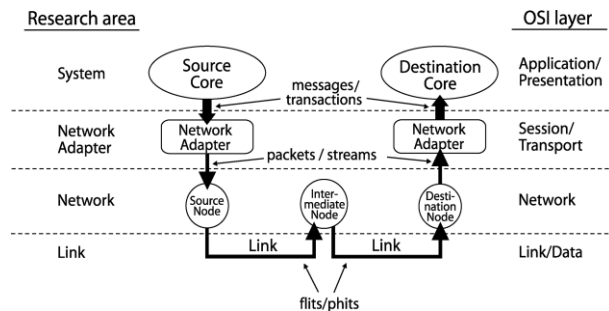 Research area
OSI layer
System
Source
Core
messages/
transactions
Destination
Core
Application/
Presentation
Network
Adapter
Network
Adapter
Network
Adapter
Session/
Transport
packets / streams
Network
Source
Node
Inter-
mediate
Node
Desti-
nation
Node
Network
Link
Link
Link
Link/Data
flits/phits